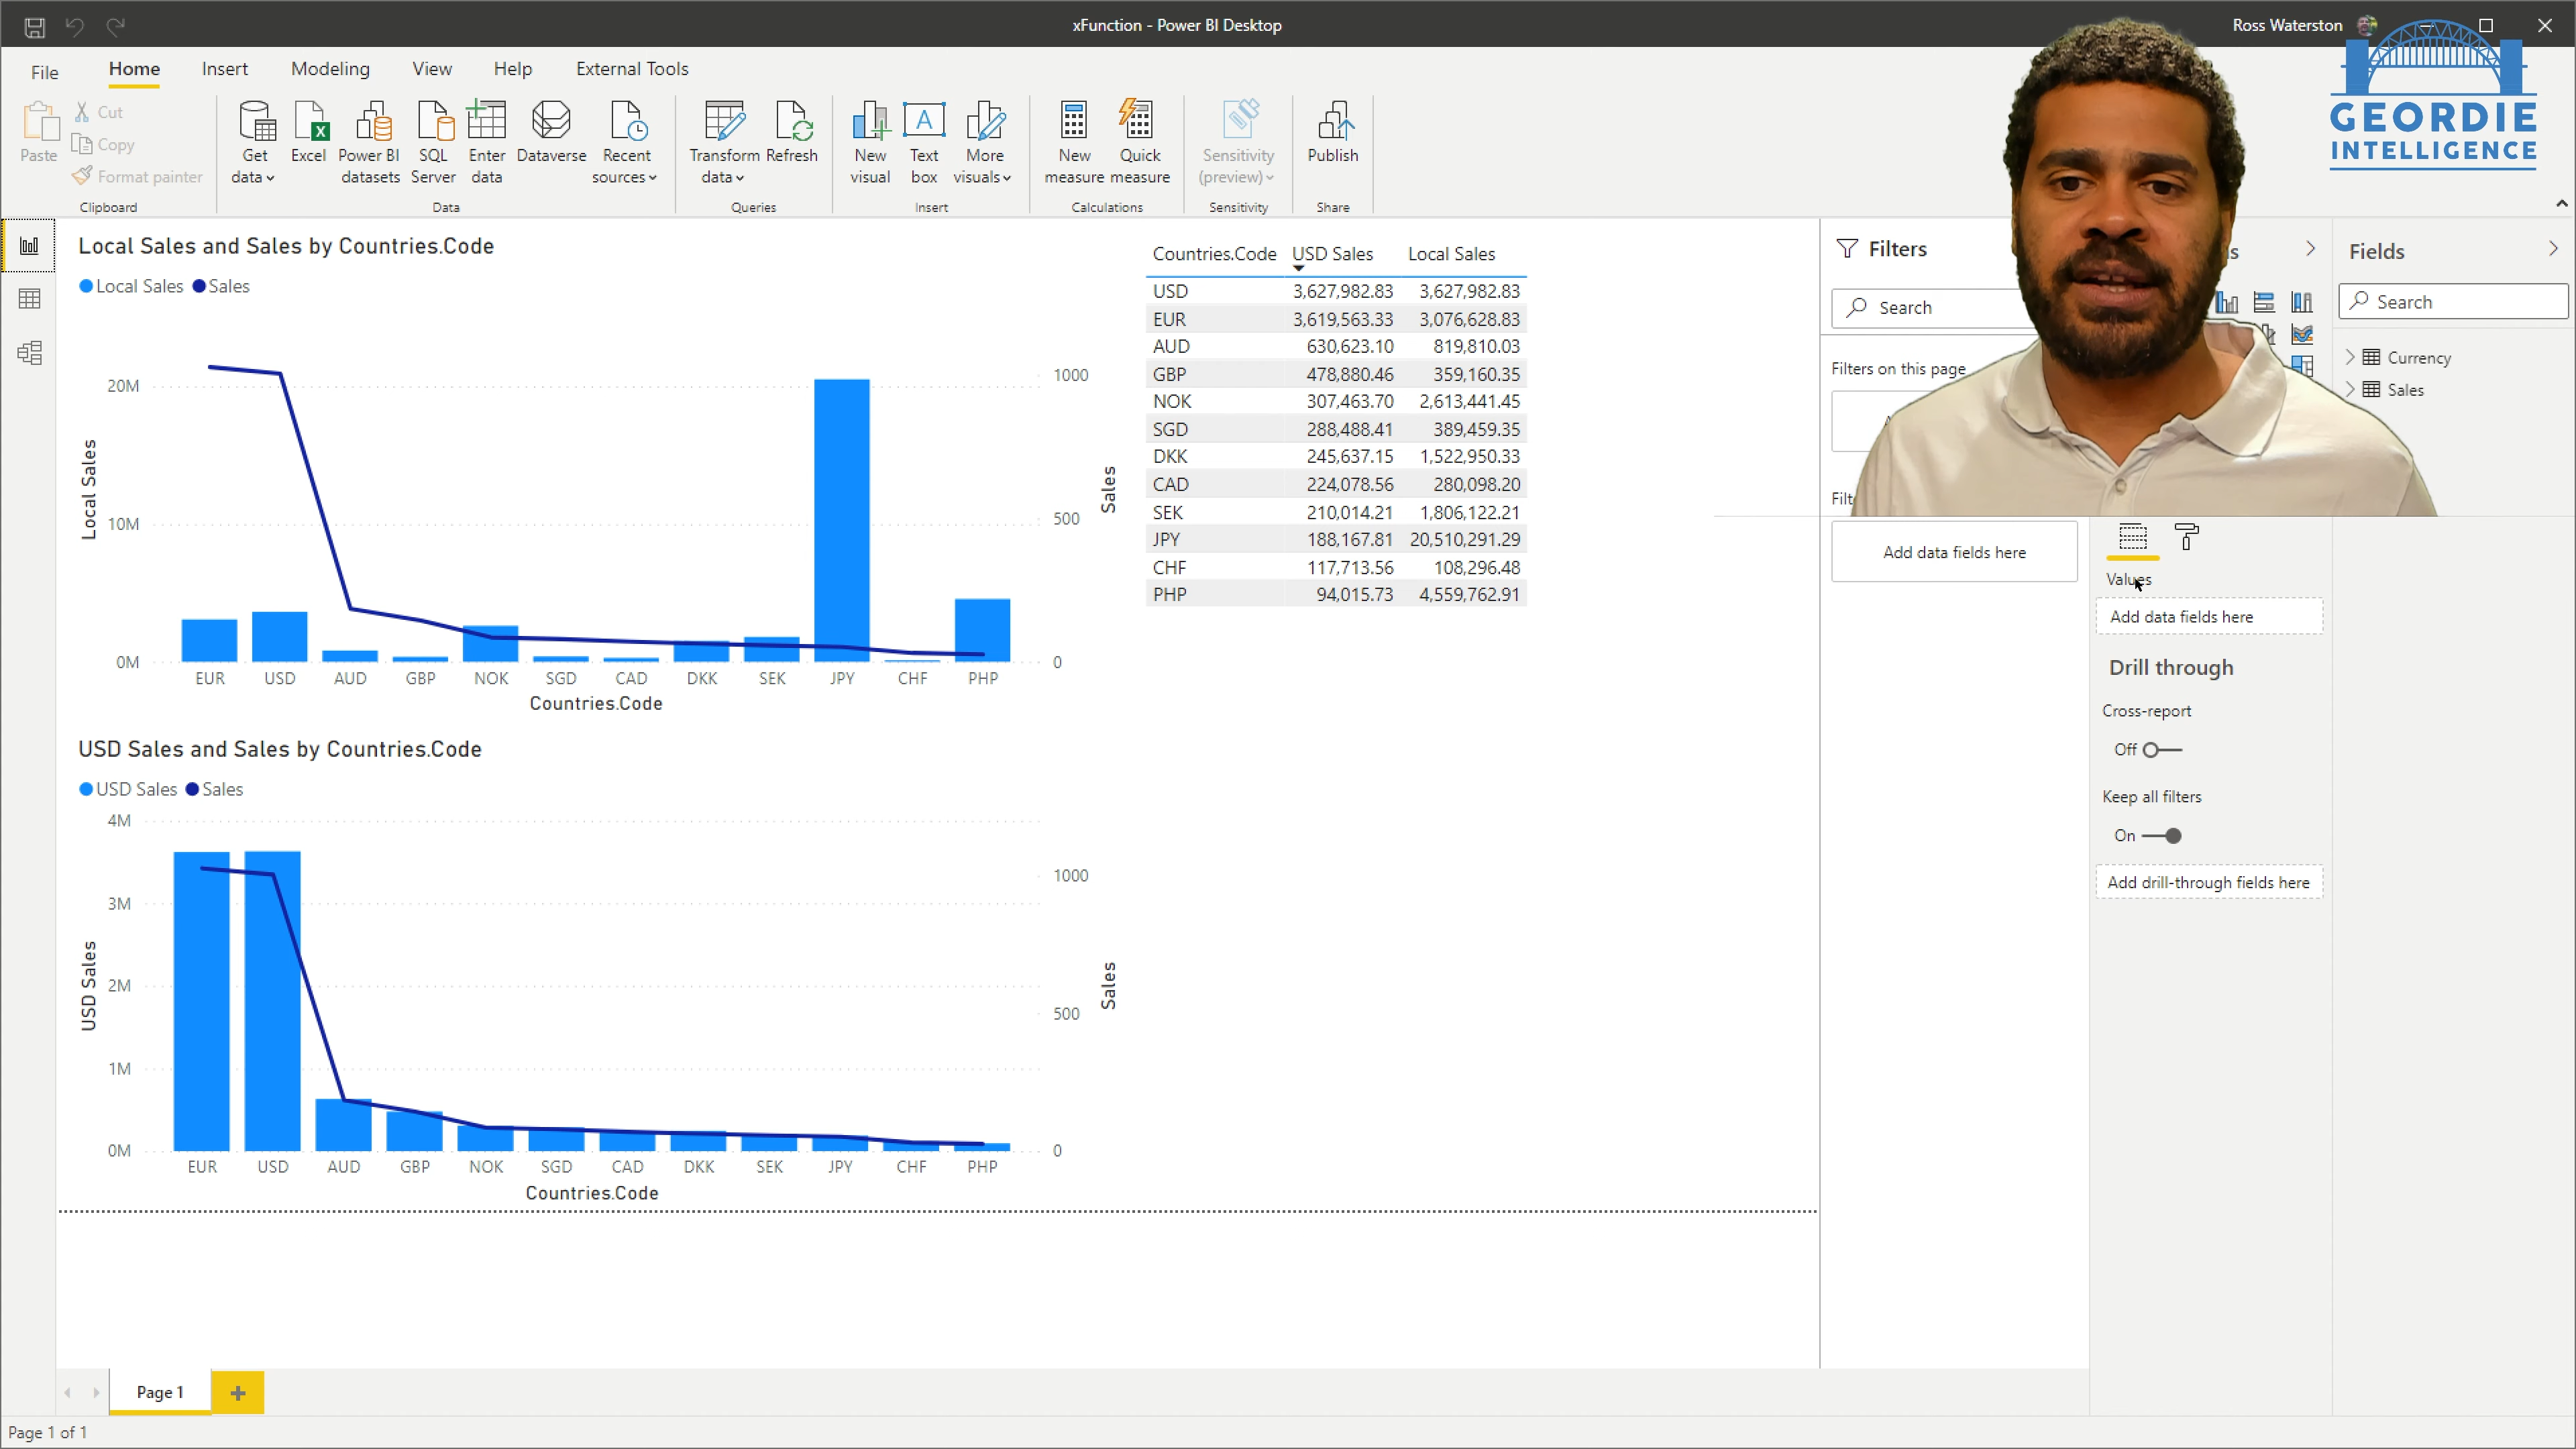 xFunction - Power BI Desktop
Ross Waterston
File Home Insert Modeling View Help External Tools
GEORDIE
INTELLIGENCE
Paste
Cut
Copy
Format painter
Clipboard
Get data
Excel
Power BI datasets
SQL Server
Enter data
Dataverse
Recent sources
Data
Transform data
Refresh
Queries
New visual
Text box
More visuals
Insert
New measure
Quick measure
Calculations
Sensitivity (preview)
Sensitivity
Publish
Share
Local Sales and Sales by Countries.Code
Local Sales Sales
20M
10M
0M
Local Sales
1000
500
0
Sales
EUR USD AUD GBP NOK SGD CAD DKK SEK JPY CHF PHP
Countries.Code
USD Sales and Sales by Countries.Code
USD Sales Sales
4M
3M
2M
1M
0M
USD Sales
1000
500
0
Sales
EUR USD AUD GBP NOK SGD CAD DKK SEK JPY CHF PHP
Countries.Code
Countries.Code USD Sales Local Sales
USD 3,627,982.83 3,627,982.83
EUR 3,619,563.33 3,076,628.83
AUD 630,623.10 819,810.03
GBP 478,880.46 359,160.35
NOK 307,463.70 2,613,441.45
SGD 288,488.41 389,459.35
DKK 245,637.15 1,522,950.33
CAD 224,078.56 280,098.20
SEK 210,014.21 1,806,122.21
JPY 188,167.81 20,510,291.29
CHF 117,713.56 108,296.48
PHP 94,015.73 4,559,762.91
Filters
Search
Filters on this page
Add data fields here
Values
Add data fields here
Drill through
Cross-report
Off
Keep all filters
On
Add drill-through fields here
Fields
Search
Currency
Sales
Page 1
Page 1 of 1